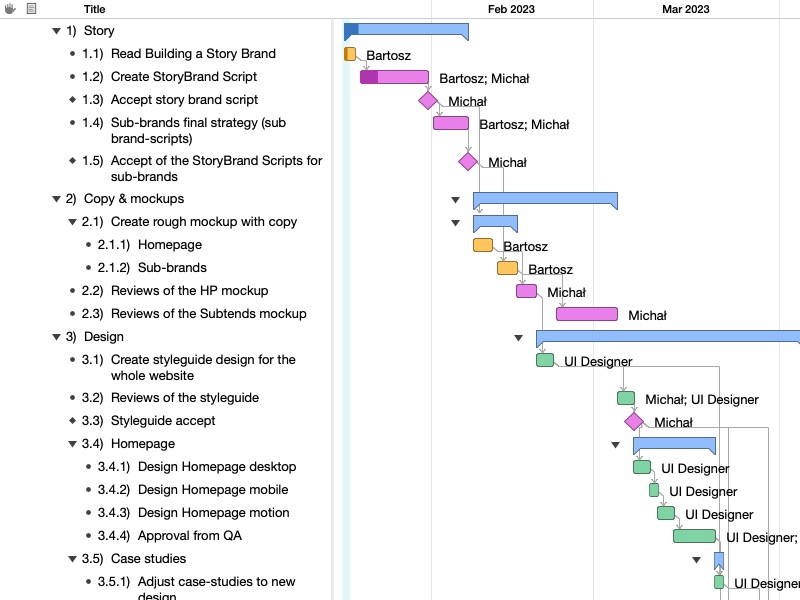 Title Feb 2023 Mar 2023
1) Story
1.1) Read Building a Story Brand Bartosz
1.2) Create StoryBrand Script Bartosz; Michał
1.3) Accept story brand script Michał
1.4) Sub-brands final strategy (sub Bartosz; Michał
brand-scripts)
1.5) Accept of the StoryBrand Scripts for Michał
sub-brands
2) Copy & mockups
2.1) Create rough mockup with copy
2.1.1) Homepage Bartosz
2.1.2) Sub-brands Bartosz
2.2) Reviews of the HP mockup Michał
2.3) Reviews of the Subtends mockup Michał
3) Design
3.1) Create styleguide design for the UI Designer
whole website
3.2) Reviews of the styleguide Michał; UI Designer
3.3) Styleguide accept Michał
3.4) Homepage
3.4.1) Design Homepage desktop UI Designer
3.4.2) Design Homepage mobile UI Designer
3.4.3) Design Homepage motion UI Designer
3.4.4) Approval from QA UI Designer;
3.5) Case studies
3.5.1) Adjust case-studies to new UI Designer
design